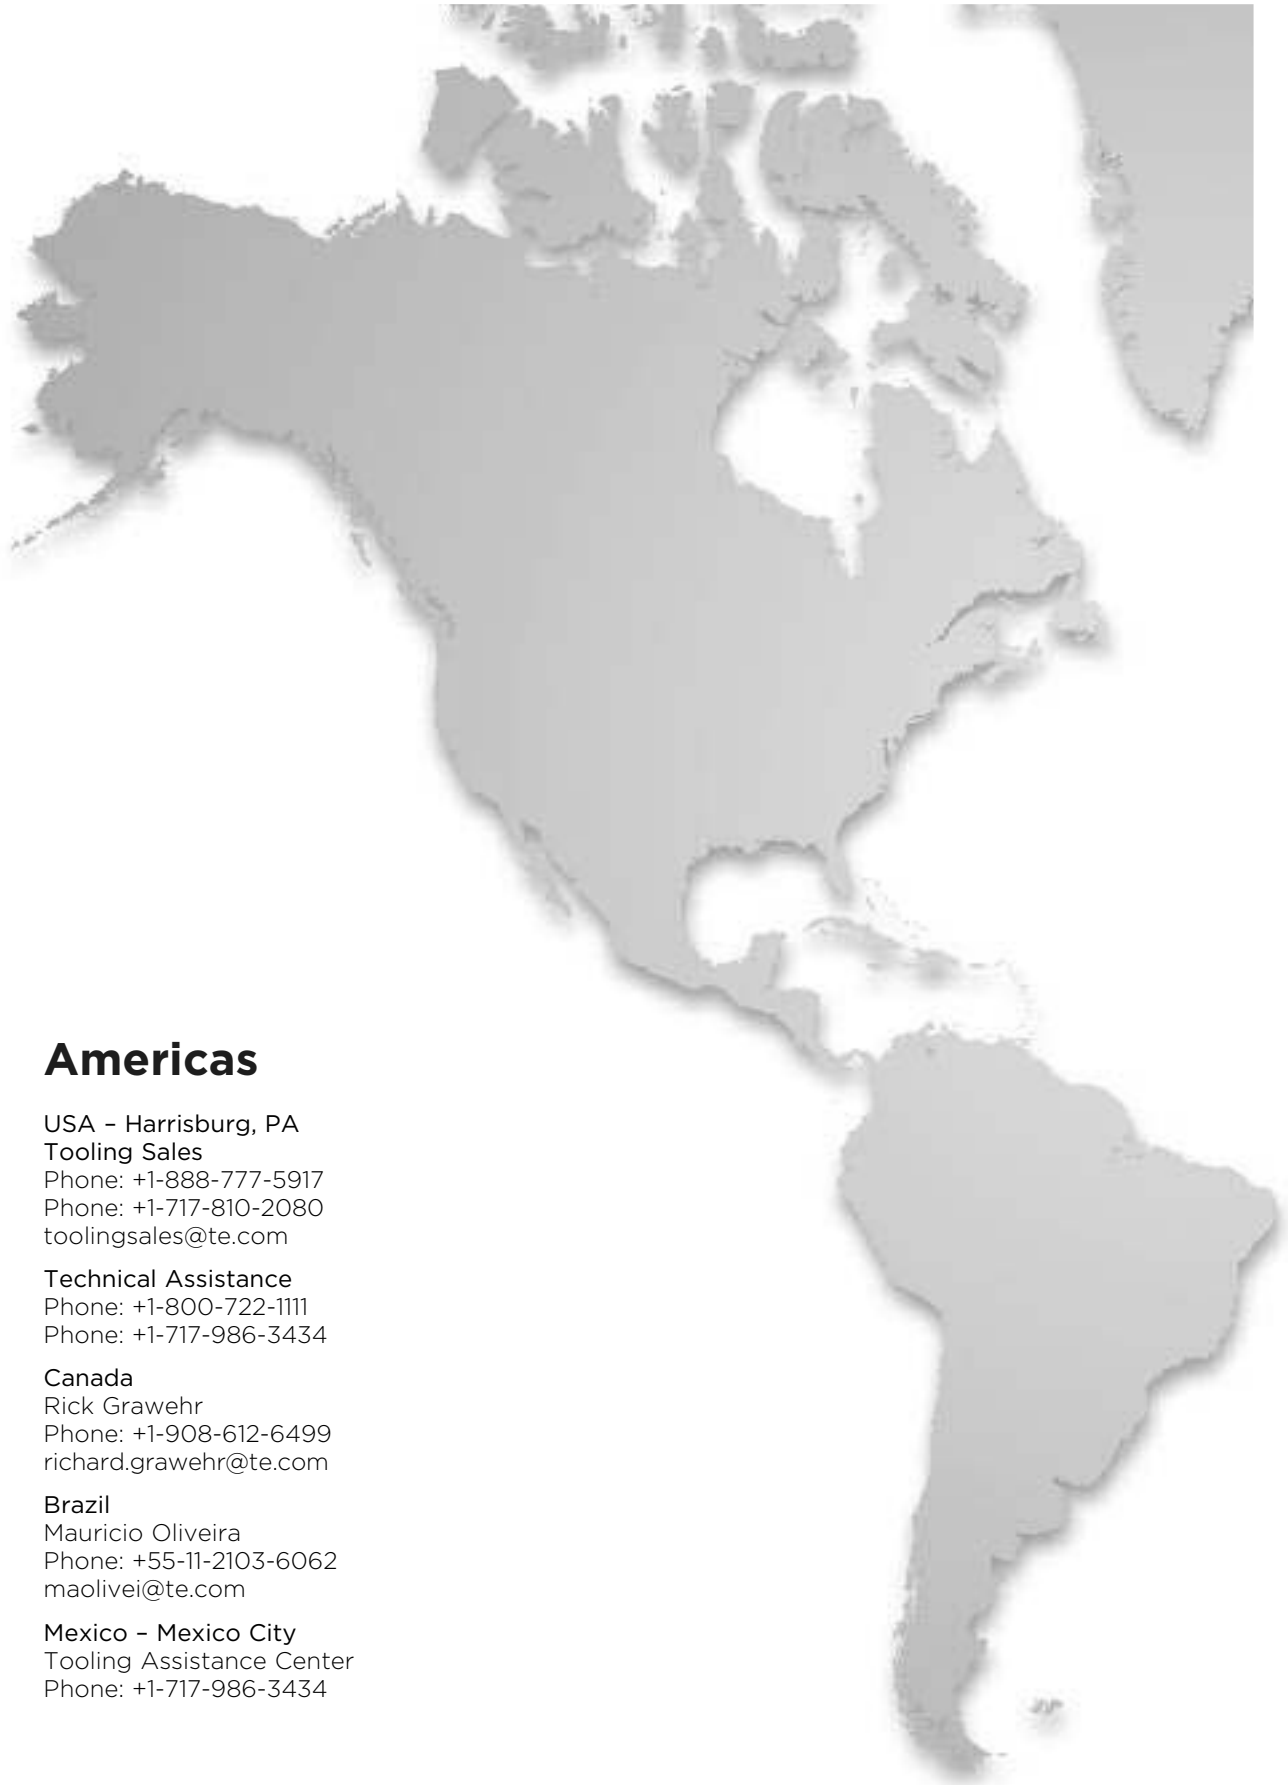 Americas
USA – Harrisburg, PA
Tooling Sales
Phone: +1-888-777-5917
Phone: +1-717-810-2080
toolingsales@te.com
Technical Assistance
Phone: +1-800-722-1111
Phone: +1-717-986-3434
Canada
Rick Grawehr
Phone: +1-908-612-6499
richard.grawehr@te.com
Brazil
Mauricio Oliveira
Phone: +55-11-2103-6062
maolivei@te.com
Mexico – Mexico City
Tooling Assistance Center
Phone: +1-717-986-3434